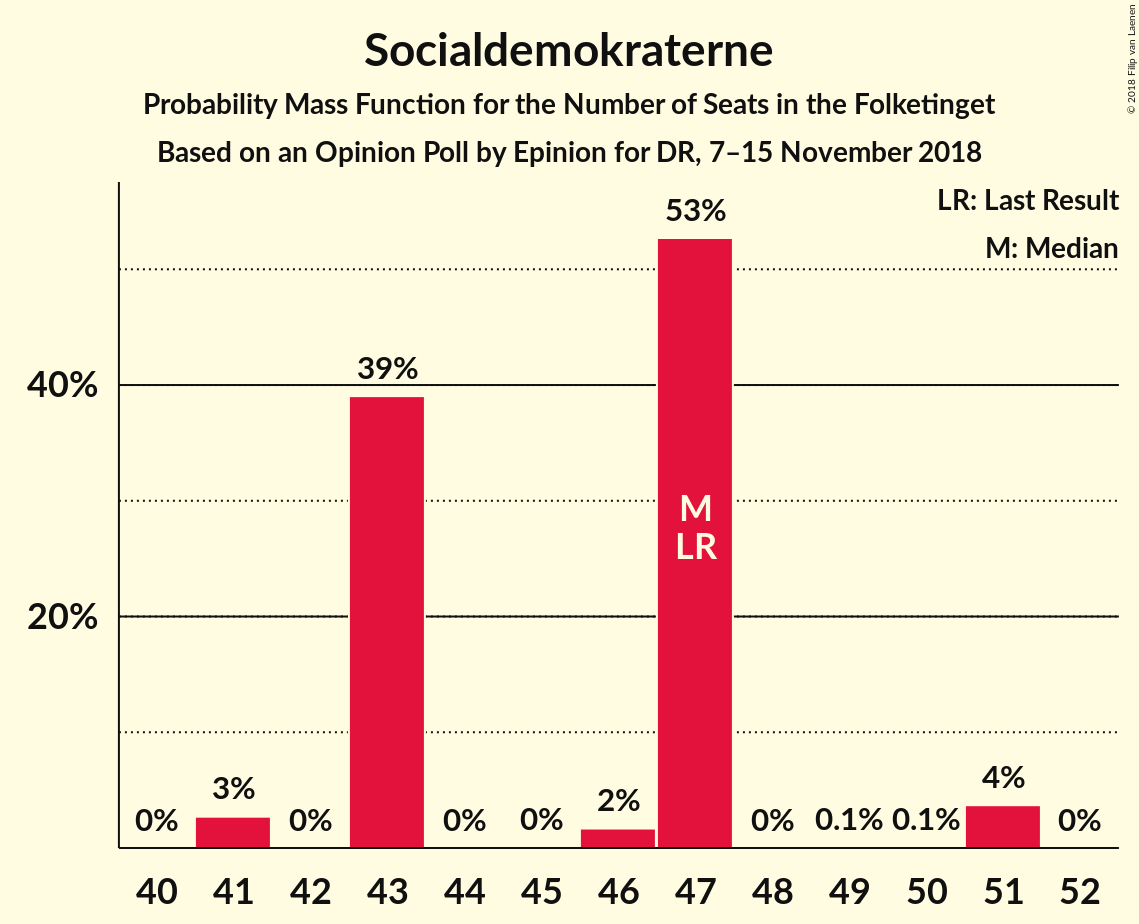 Socialdemokraterne
Probability Mass Function for the Number of Seats in the Folketinget
Based on an Opinion Poll by Epinion for DR, 7–15 November 2018
© 2018 Filip van Laenen
LR: Last Result
M: Median
40%
20%
0%
3%
0%
39%
0%
0%
2%
53%
M
LR
0%
0.1%
0.1%
4%
0%
40 41 42 43 44 45 46 47 48 49 50 51 52